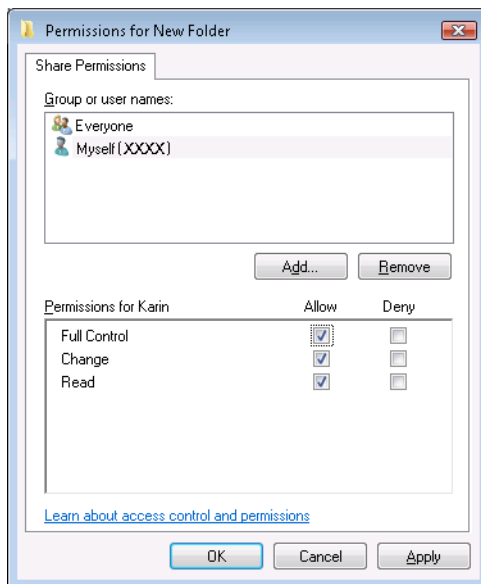 Permissions for New Folder
Share Permissions
Group or user names:
Everyone
Myself(XXXX)
Add... Remove
Permissions for Karin Allow Deny
Full Control
Change
Read
Learn about access control and permissions
OK Cancel Apply